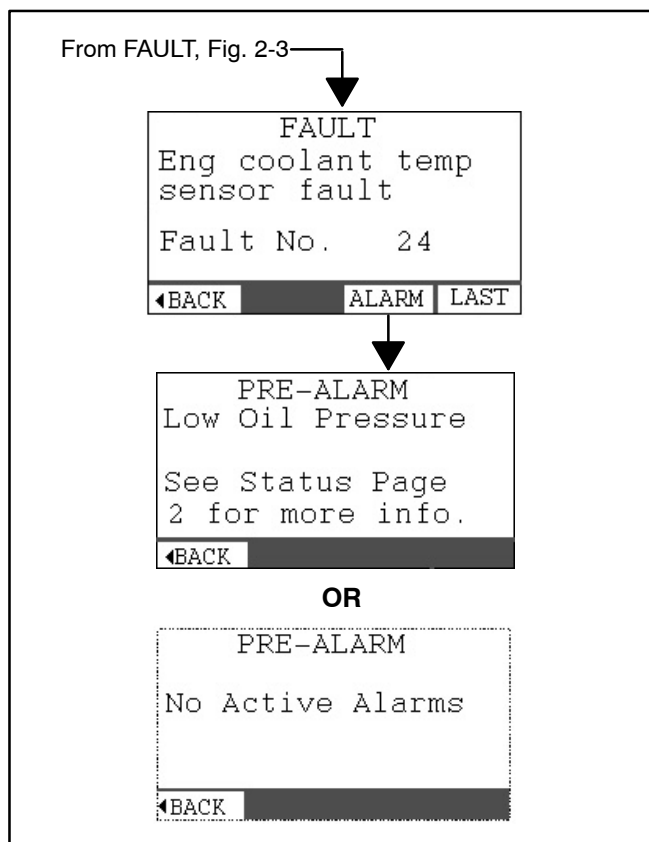 From FAULT, Fig. 2-3
FAULT
Eng coolant temp
sensor fault
Fault No. 24
◀BACK ALARM LAST
PRE-ALARM
Low Oil Pressure
See Status Page
2 for more info.
◀BACK
OR
PRE-ALARM
No Active Alarms
◀BACK